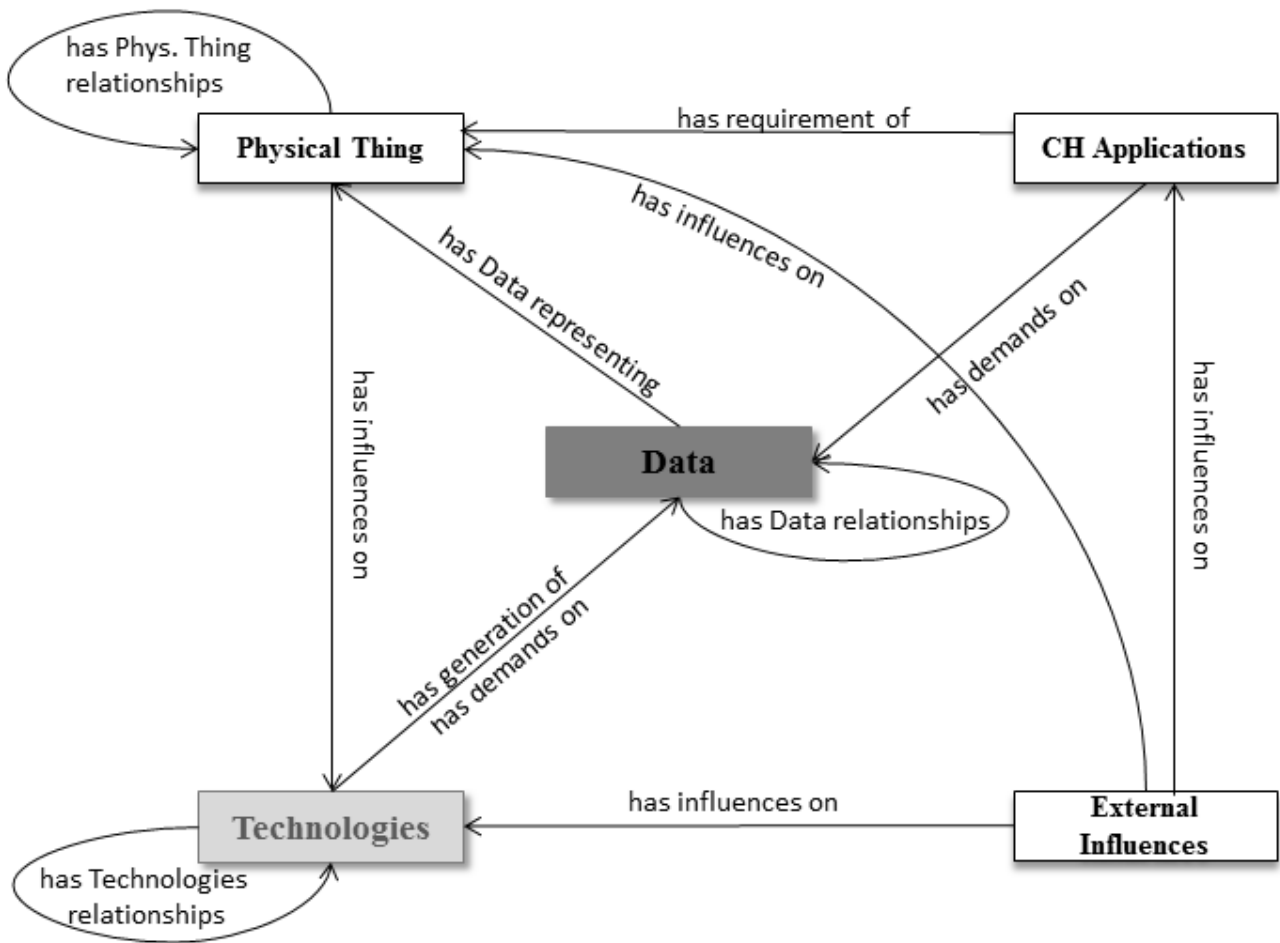 has Phys. Thing
relationships
has requirement of
Physical Thing
CH Applications
has influences on
has Data representing
has demands on
has influences on
has influences on
Data
has Data relationships
has generation of
has demands on
has influences on
Technologies
External
Influences
has Technologies
relationships